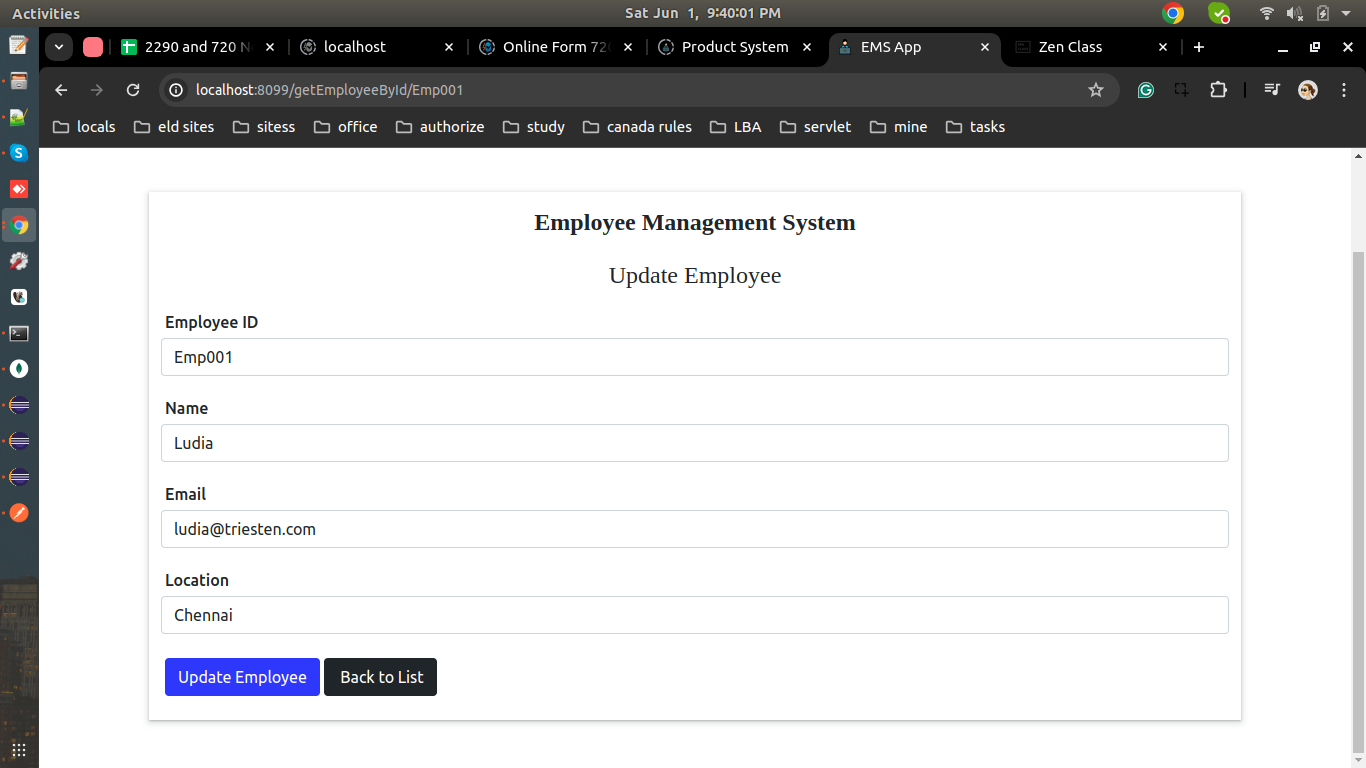 Activities
Sat Jun 1, 9:40:01 PM
2290 and 720 N
localhost
Online Form 720
Product System
EMS App
Zen Class
localhost:8099/getEmployeeById/Emp001
locals
eld sites
sitess
office
authorize
study
canada rules
LBA
servlet
mine
tasks
Employee Management System
Update Employee
Employee ID
Emp001
Name
Ludia
Email
ludia@triesten.com
Location
Chennai
Update Employee
Back to List